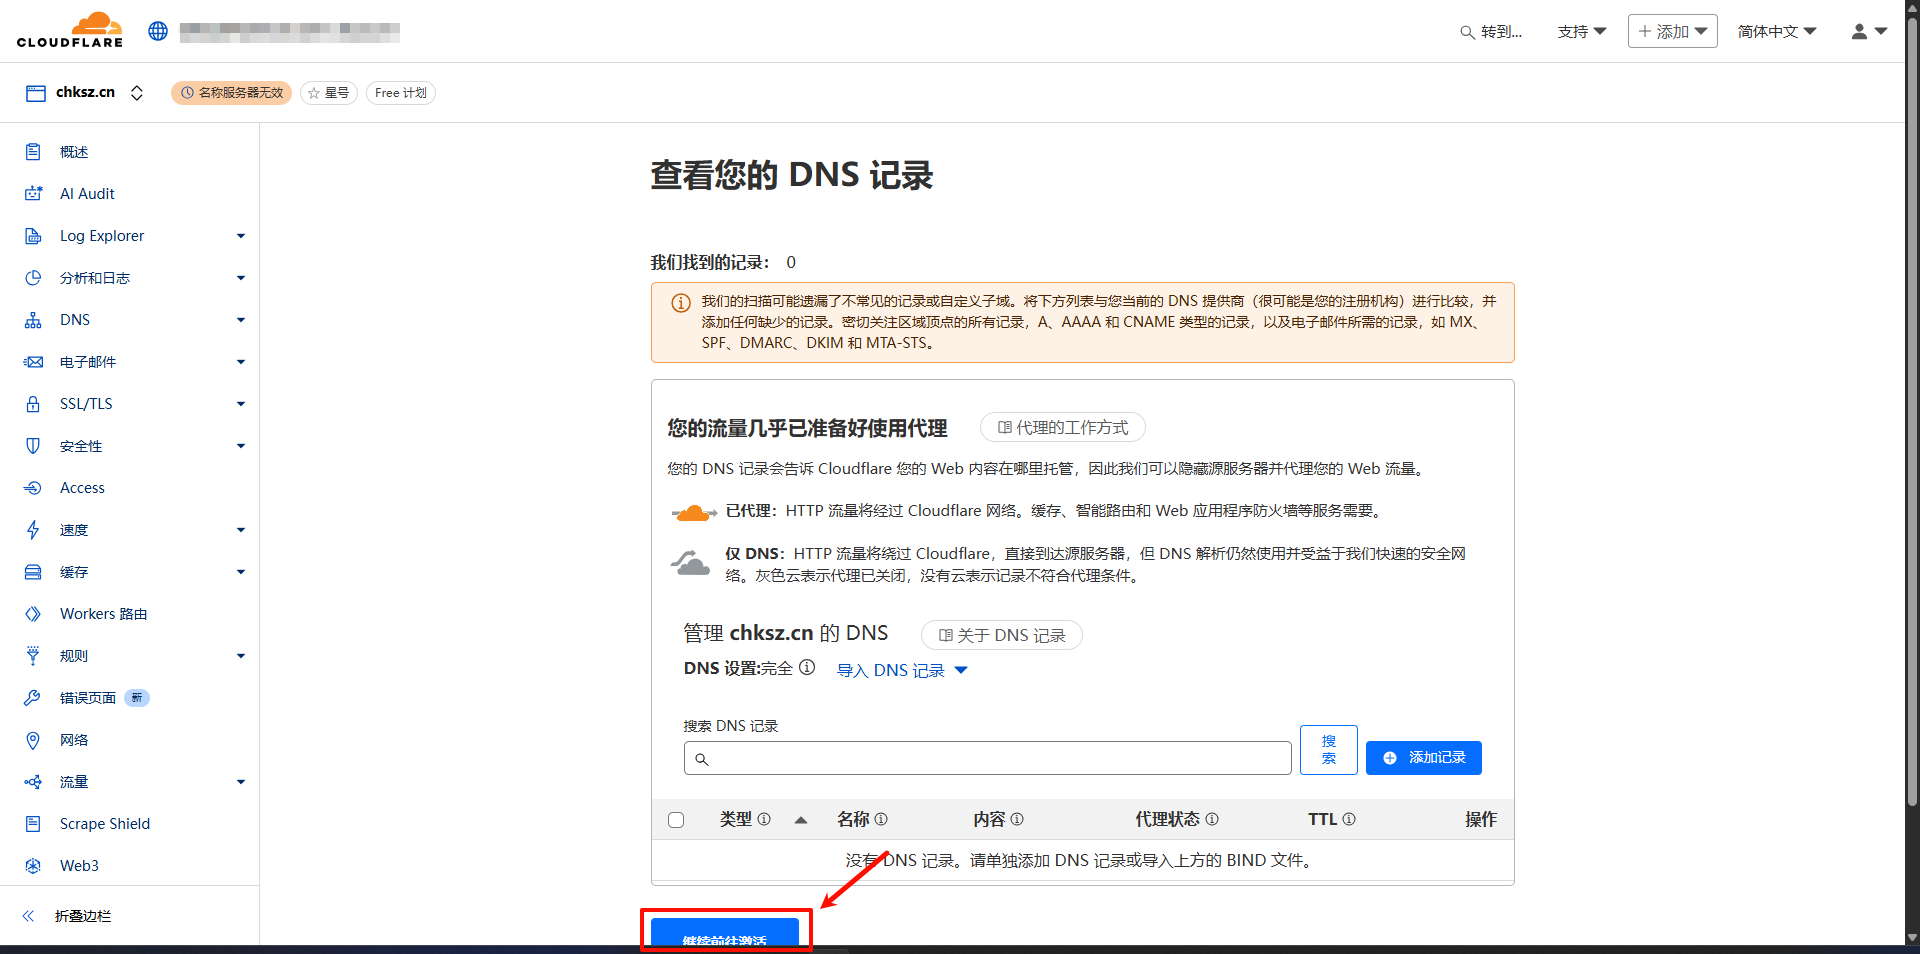 CLOUDFLARE
转到...
支持
添加
简体中文
chksz.cn
名称服务器无效
星号
Free 计划
概述
AI Audit
Log Explorer
分析和日志
DNS
电子邮件
SSL/TLS
安全性
Access
速度
缓存
Workers 路由
规则
错误页面 新
网络
流量
Scrape Shield
Web3
折叠边栏
查看您的 DNS 记录
我们找到的记录： 0
我们的扫描可能遗漏了不常见的记录或自定义子域。将下方列表与您当前的 DNS 提供商（很可能是您的注册机构）进行比较，并
添加任何缺少的记录。密切关注区域顶点的所有记录，A、AAAA 和 CNAME 类型的记录，以及电子邮件所需的记录，如 MX、
SPF、DMARC、DKIM 和 MTA-STS。
您的流量几乎已准备好使用代理
代理的工作方式
您的 DNS 记录会告诉 Cloudflare 您的 Web 内容在哪里托管，因此我们可以隐藏源服务器并代理您的 Web 流量。
已代理：HTTP 流量将经过 Cloudflare 网络。缓存、智能路由和 Web 应用程序防火墙等服务需要。
仅 DNS：HTTP 流量将绕过 Cloudflare，直接到达源服务器，但 DNS 解析仍然使用并受益于我们快速的安全网
络。灰色云表示代理已关闭，没有云表示记录不符合代理条件。
管理 chksz.cn 的 DNS
关于 DNS 记录
DNS 设置:完全
导入 DNS 记录
搜索 DNS 记录
搜
索
添加记录
类型 名称 内容 代理状态 TTL 操作
没有 DNS 记录。请单独添加 DNS 记录或导入上方的 BIND 文件。
继续前往激活